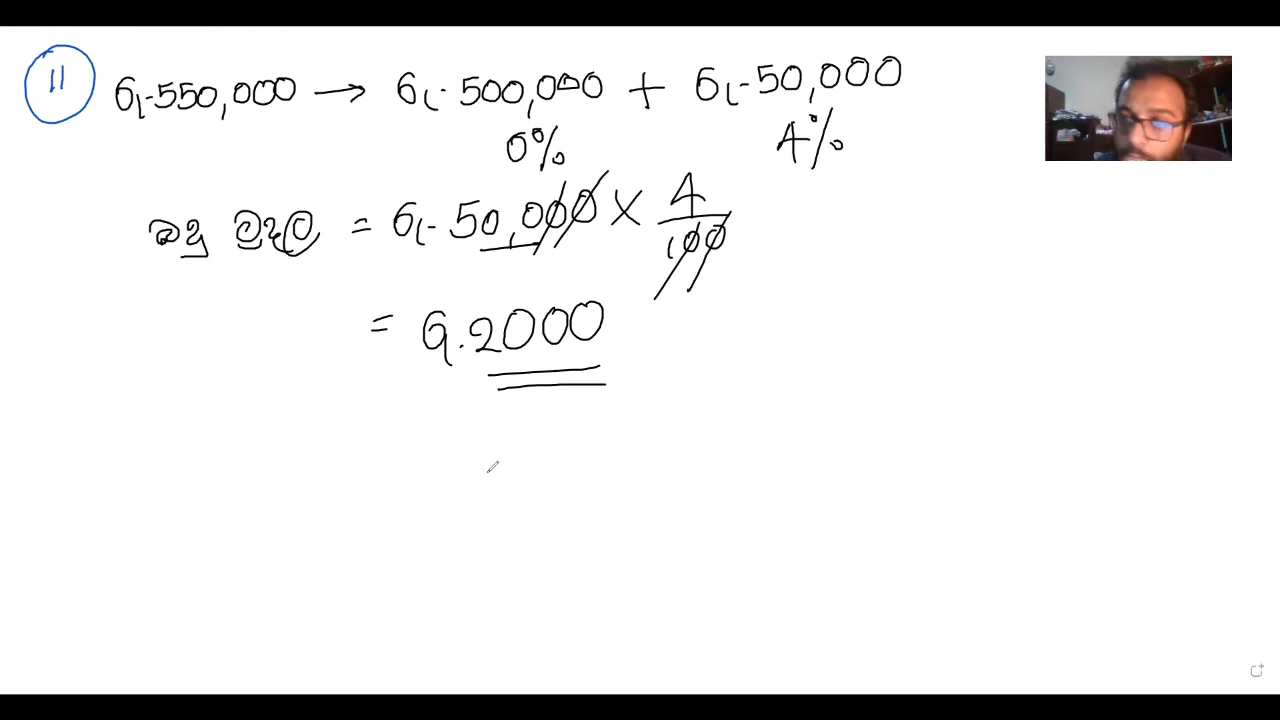 11 රු.550,000 → රු.500,000 + රු.50,000
0% 4%
බදු මුදල = රු.50,000 × 4/100
= රු.2000